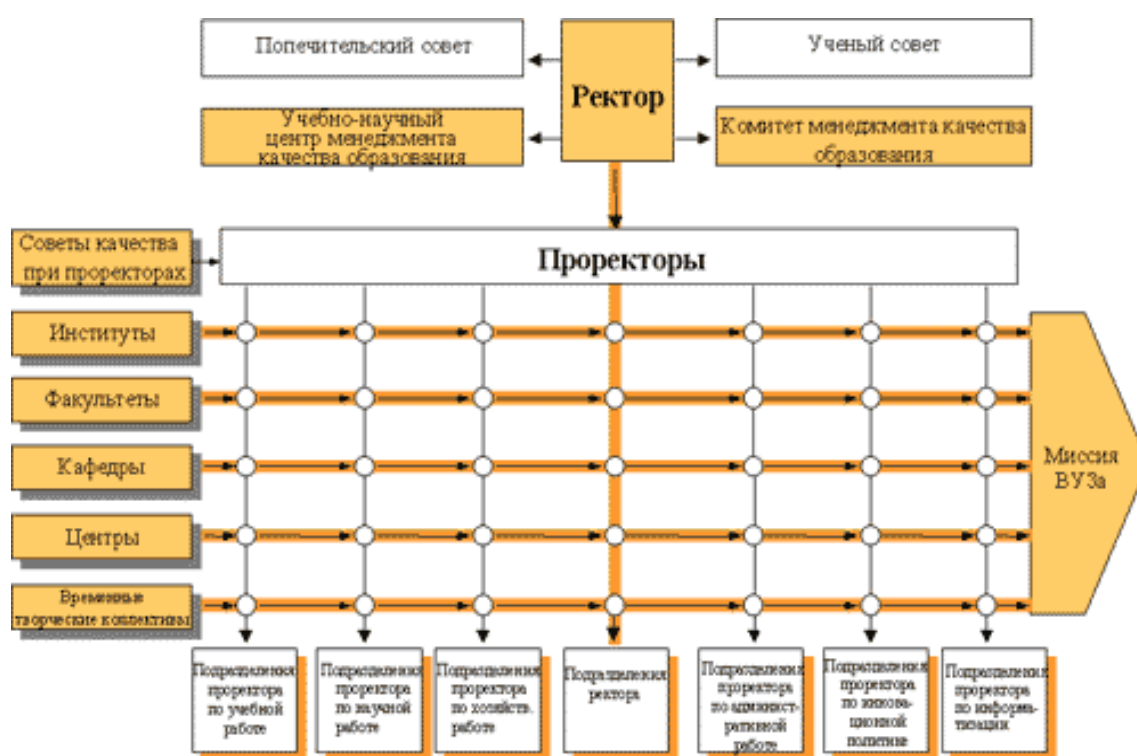 Попечительский совет
Ректор
Ученый совет
Учебно-научный
центр менеджмента
качества образования
Комитет менеджмента качества
образования
Советы качества
при проректорах
Проректоры
Институты
Факультеты
Кафедры
Центры
Временные
творческие коллективы
Миссия
ВУЗа
Подразделения
проректора
по учебной
работе
Подразделения
проректора
по научной
работе
Подразделения
проректора
по хозяйств.
работе
Подразделения
ректора
Подразделения
проректора
по админист-
ративной
работе
Подразделения
проректора
по иннова-
ционной
политике
Подразделения
проректора
по информа-
тизации